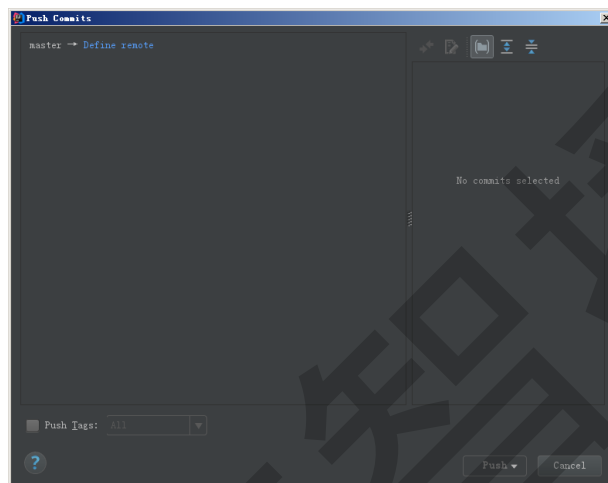 Push Commits
master → Define remote
No commits selected
Push Tags: All
?
Push
Cancel